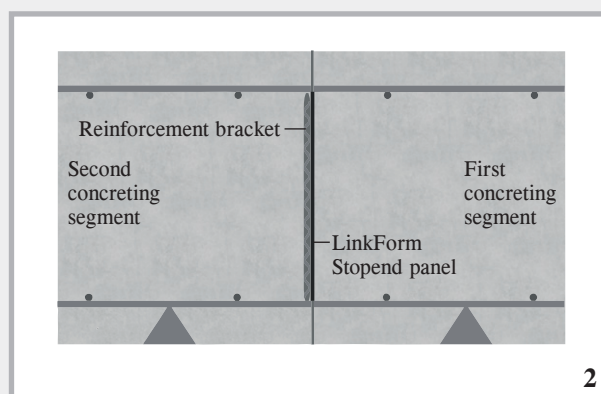 Reinforcement bracket
Second
concreting
segment
First
concreting
segment
LinkForm
Stopend panel
2